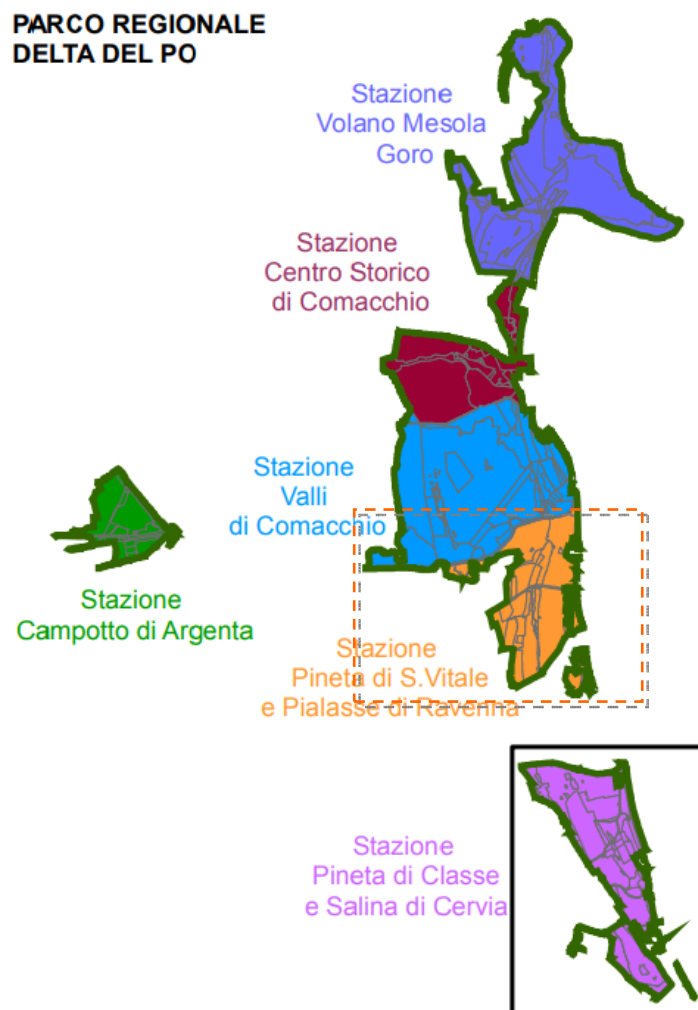 PARCO REGIONALE
DELTA DEL PO
Stazione
Volano Mesola
Goro
Stazione
Centro Storico
di Comacchio
Stazione
Valli
di Comacchio
Stazione
Campotto di Argenta
Stazione
Pineta di S.Vitale
e Pialasse di Ravenna
Stazione
Pineta di Classe
e Salina di Cervia